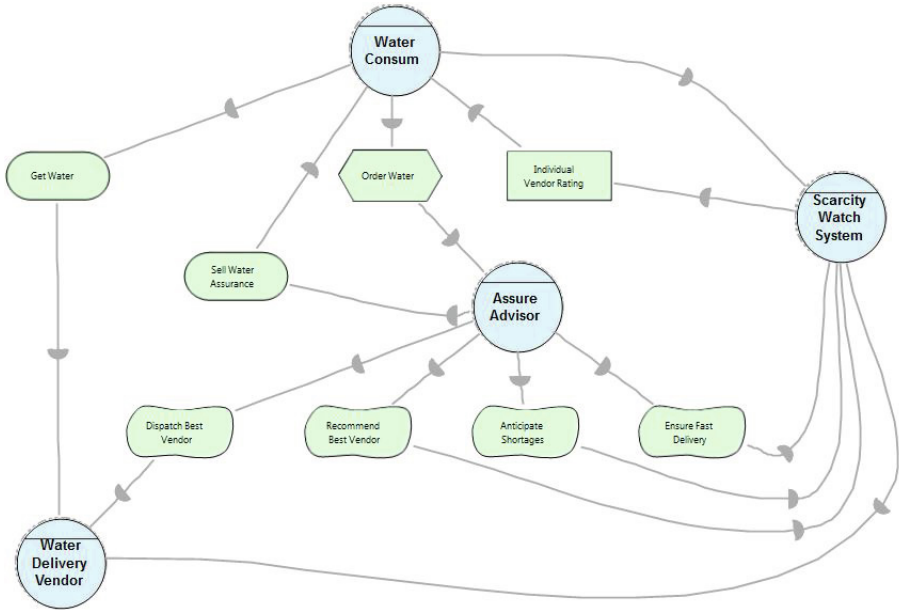 Water
Consum
Get Water
Order Water
Individual
Vendor Rating
Scarcity
Watch
System
Sell Water
Assurance
Assure
Advisor
Dispatch Best
Vendor
Recommend
Best Vendor
Anticipate
Shortages
Ensure Fast
Delivery
Water
Delivery
Vendor